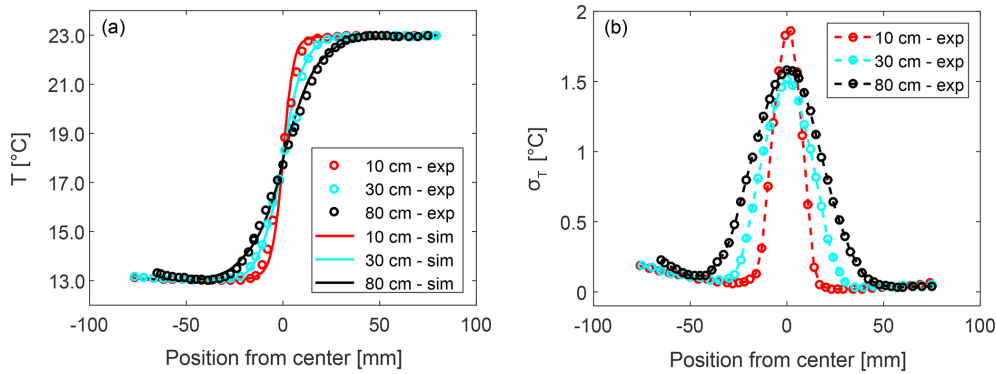 (a)
23.0
21.0
19.0
17.0
15.0
13.0
T [°C]
10 cm - exp
30 cm - exp
80 cm - exp
10 cm - sim
30 cm - sim
80 cm - sim
-100 -50 0 50 100
Position from center [mm]
(b)
2
1.5
1
0.5
0
σT [°C]
10 cm - exp
30 cm - exp
80 cm - exp
-100 -50 0 50 100
Position from center [mm]